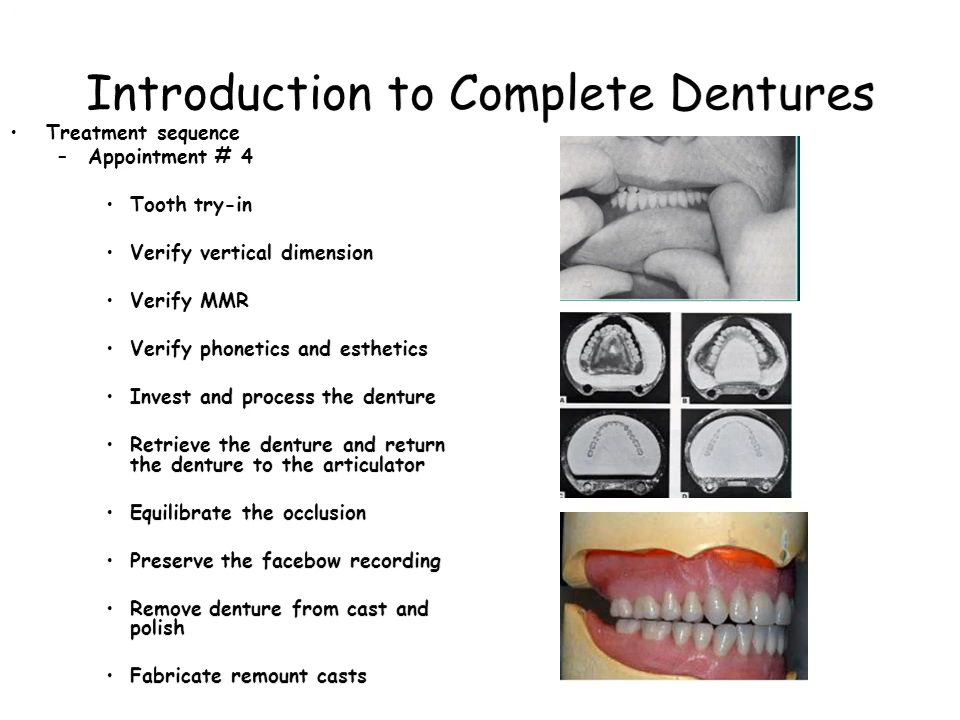 Introduction to Complete Dentures
• Treatment sequence
– Appointment # 4
• Tooth try-in
• Verify vertical dimension
• Verify MMR
• Verify phonetics and esthetics
• Invest and process the denture
• Retrieve the denture and return
the denture to the articulator
• Equilibrate the occlusion
• Preserve the facebow recording
• Remove denture from cast and
polish
• Fabricate remount casts
A
B
C
D